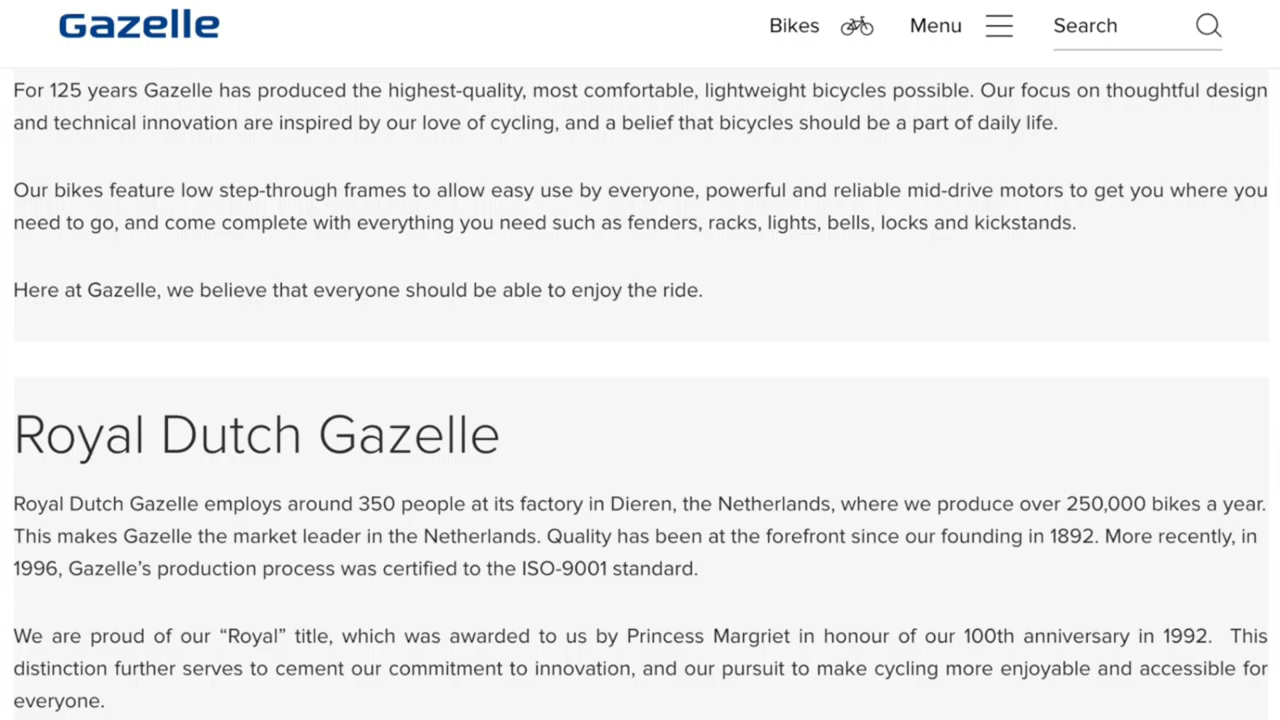 Gazelle
Bikes
Menu
Search
For 125 years Gazelle has produced the highest-quality, most comfortable, lightweight bicycles possible. Our focus on thoughtful design
and technical innovation are inspired by our love of cycling, and a belief that bicycles should be a part of daily life.
Our bikes feature low step-through frames to allow easy use by everyone, powerful and reliable mid-drive motors to get you where you
need to go, and come complete with everything you need such as fenders, racks, lights, bells, locks and kickstands.
Here at Gazelle, we believe that everyone should be able to enjoy the ride.
Royal Dutch Gazelle
Royal Dutch Gazelle employs around 350 people at its factory in Dieren, the Netherlands, where we produce over 250,000 bikes a year.
This makes Gazelle the market leader in the Netherlands. Quality has been at the forefront since our founding in 1892. More recently, in
1996, Gazelle’s production process was certified to the ISO-9001 standard.
We are proud of our “Royal” title, which was awarded to us by Princess Margriet in honour of our 100th anniversary in 1992. This
distinction further serves to cement our commitment to innovation, and our pursuit to make cycling more enjoyable and accessible for
everyone.